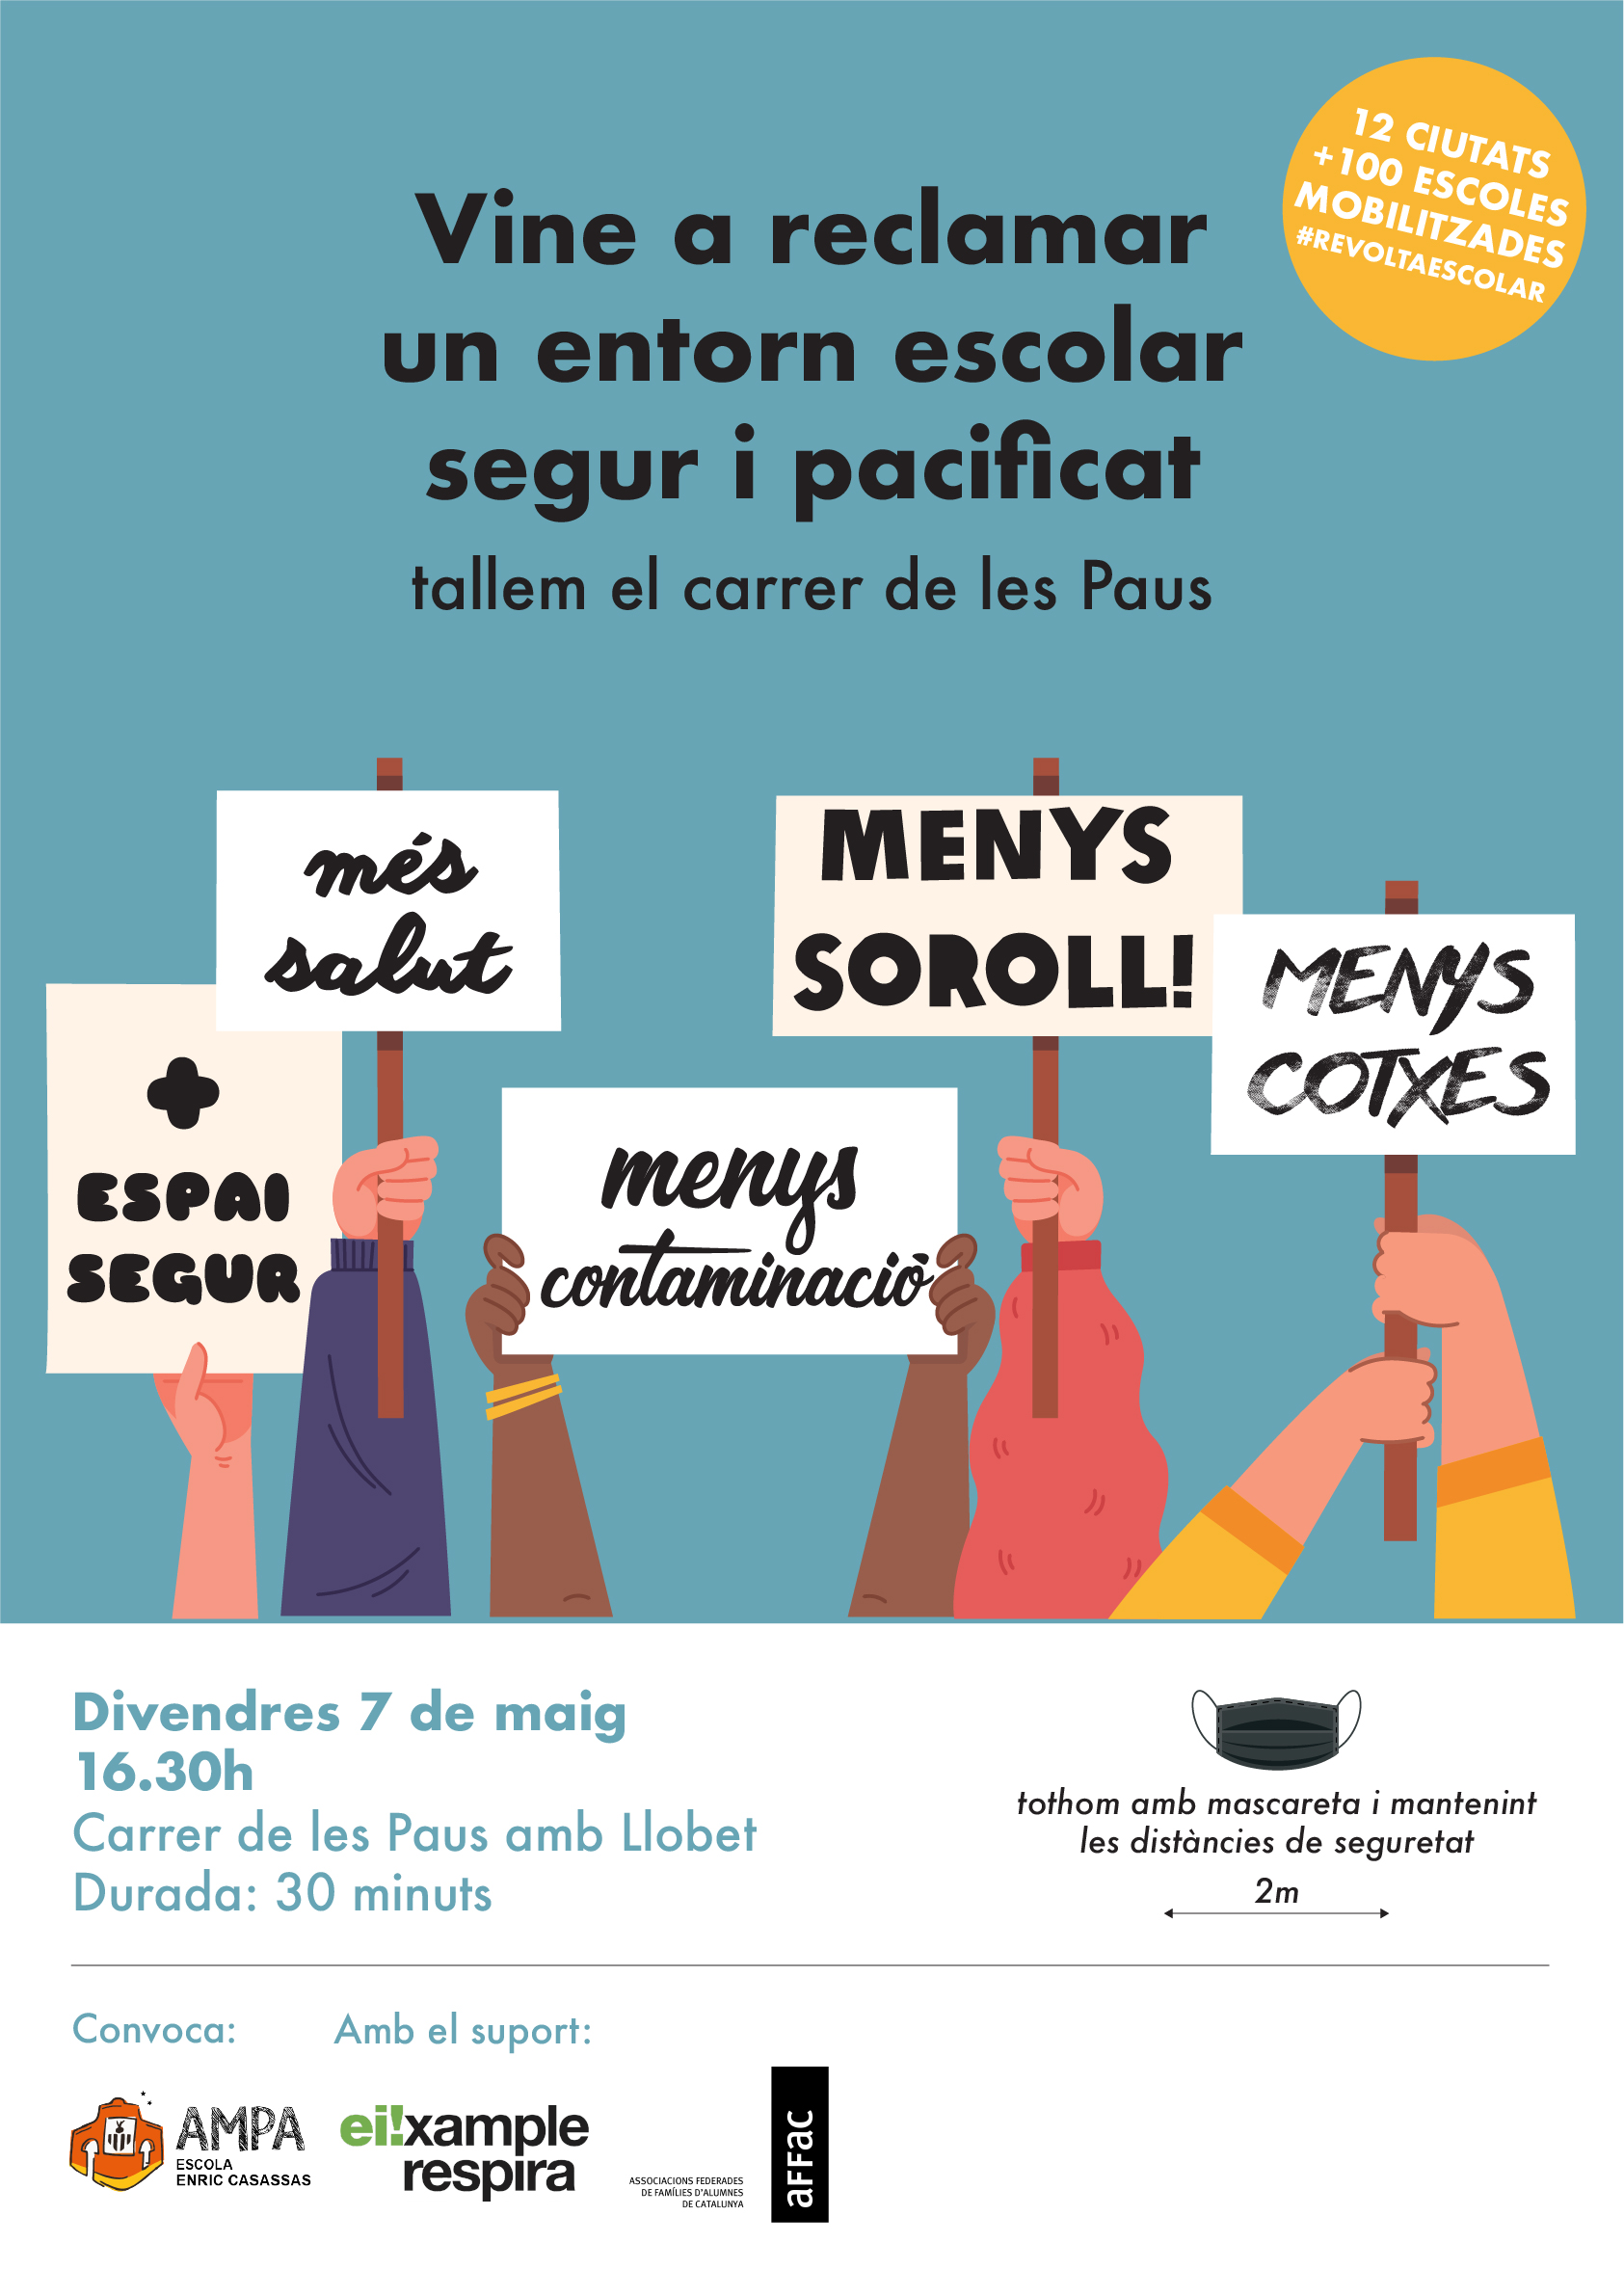 12 CIUTATS
+100 ESCOLES
MOBILITZADES
#REVOLTAESCOLAR
Vine a reclamar
un entorn escolar
segur i pacificat
tallem el carrer de les Paus
més
salut
MENYS
SOROLL!
MENYS
COTXES
+
ESPAI
SEGUR
menys
contaminació
Divendres 7 de maig
16.30h
Carrer de les Paus amb Llobet
Durada: 30 minuts
tothom amb mascareta i mantenint
les distàncies de seguretat
2m
Convoca:
Amb el suport:
AMPA
ESCOLA
ENRIC CASASSAS
ei!xample
respira
ASSOCIACIONS FEDERADES
DE FAMÍLIES D'ALUMNES
DE CATALUNYA
aFFaC